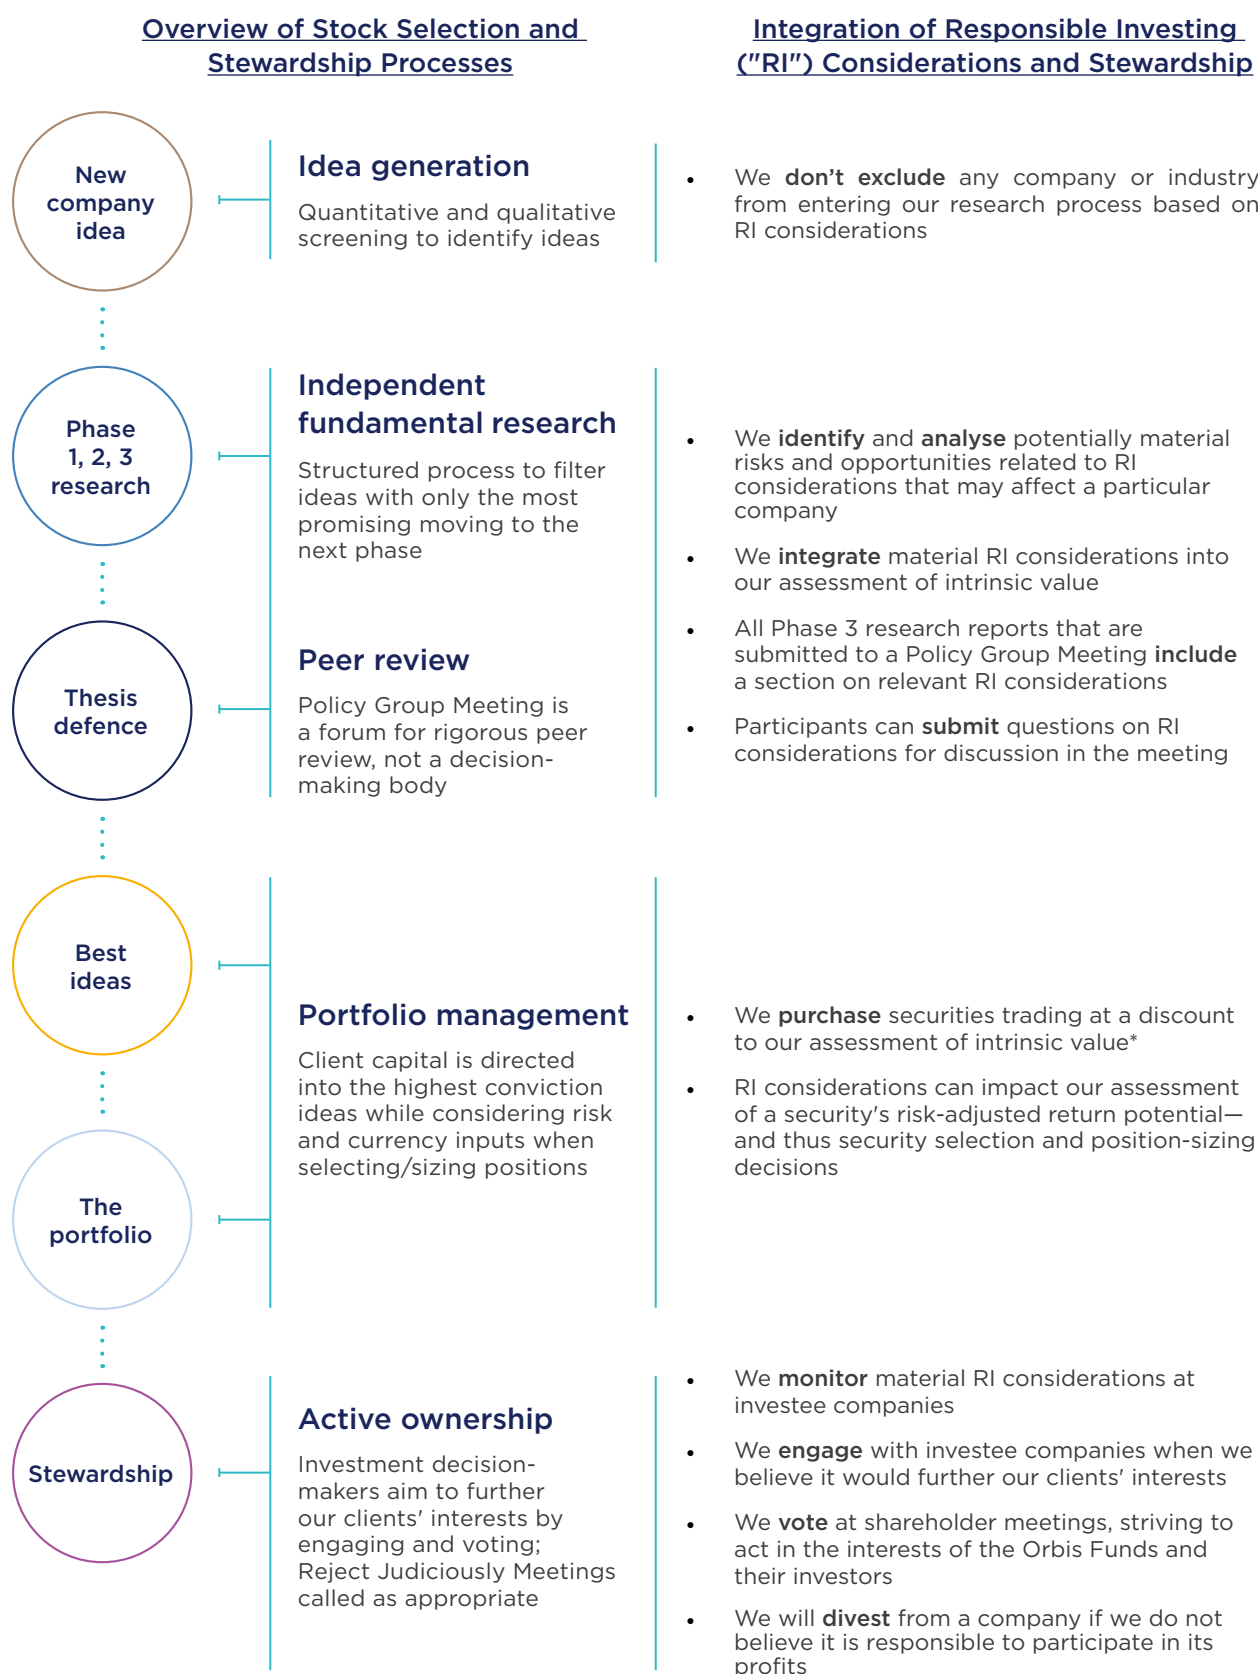 Overview of Stock Selection and
Stewardship Processes
Integration of Responsible Investing
("RI") Considerations and Stewardship
New
company
idea
Idea generation
Quantitative and qualitative
screening to identify ideas
• We don't exclude any company or industry
from entering our research process based on
RI considerations
Phase
1, 2, 3
research
Independent
fundamental research
Structured process to filter
ideas with only the most
promising moving to the
next phase
• We identify and analyse potentially material
risks and opportunities related to RI
considerations that may affect a particular
company
• We integrate material RI considerations into
our assessment of intrinsic value
Thesis
defence
Peer review
Policy Group Meeting is
a forum for rigorous peer
review, not a decision-
making body
• All Phase 3 research reports that are
submitted to a Policy Group Meeting include
a section on relevant RI considerations
• Participants can submit questions on RI
considerations for discussion in the meeting
Best
ideas
The
portfolio
Portfolio management
Client capital is directed
into the highest conviction
ideas while considering risk
and currency inputs when
selecting/sizing positions
• We purchase securities trading at a discount
to our assessment of intrinsic value*
• RI considerations can impact our assessment
of a security's risk-adjusted return potential—
and thus security selection and position-sizing
decisions
Stewardship
Active ownership
Investment decision-
makers aim to further
our clients' interests by
engaging and voting;
Reject Judiciously Meetings
called as appropriate
• We monitor material RI considerations at
investee companies
• We engage with investee companies when we
believe it would further our clients' interests
• We vote at shareholder meetings, striving to
act in the interests of the Orbis Funds and
their investors
• We will divest from a company if we do not
believe it is responsible to participate in its
profits